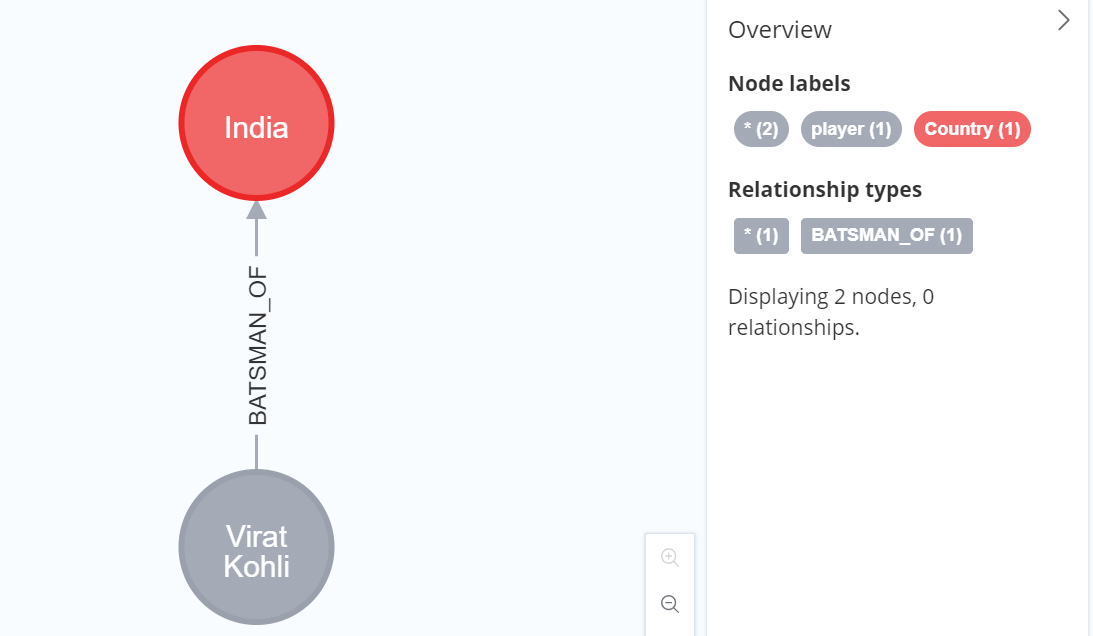 India
BATSMAN_OF
Virat
Kohli
Overview
Node labels
* (2) player (1) Country (1)
Relationship types
* (1) BATSMAN_OF (1)
Displaying 2 nodes, 0
relationships.